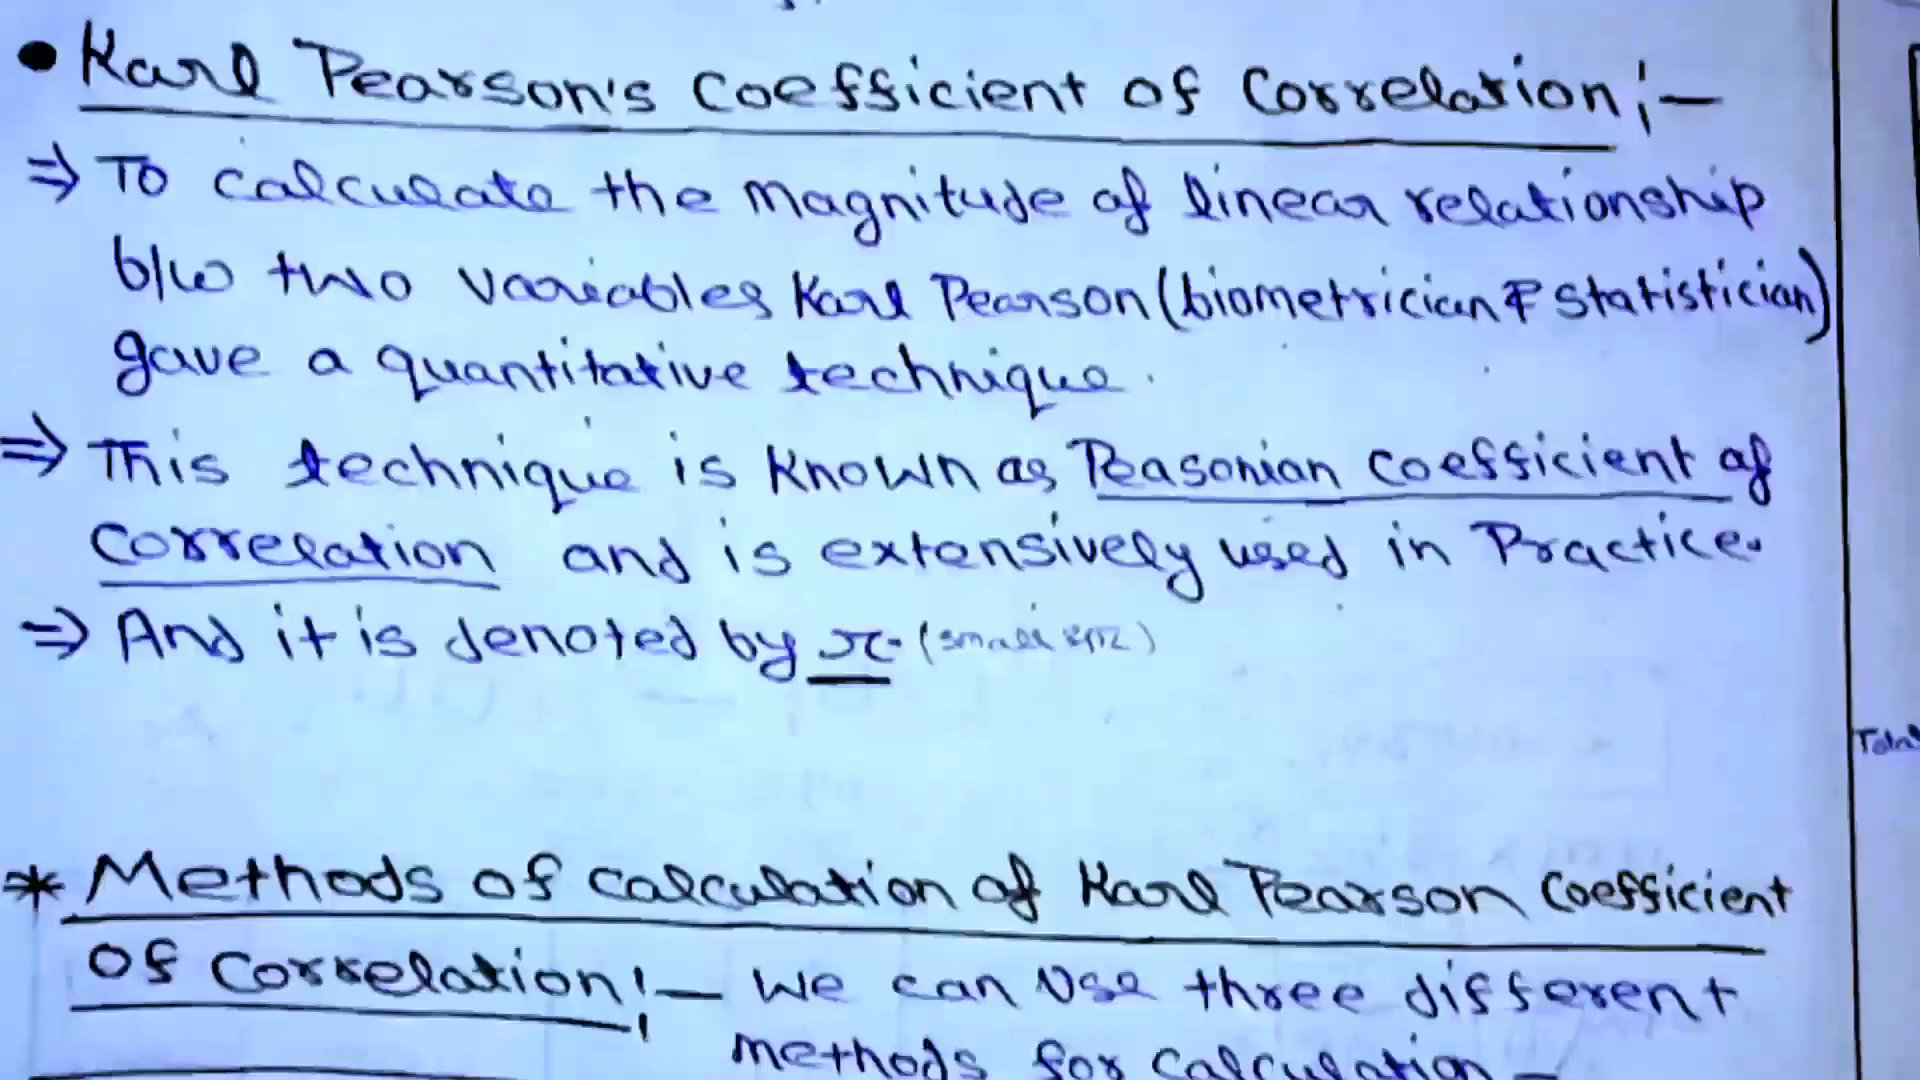 • Karl Pearson's Coefficient of Correlation :-
⇒ To calculate the magnitude of linear relationship
b/w two variables Karl Pearson (biometrician & statistician)
gave a quantitative technique.
⇒ This technique is known as Peasonian coefficient of
correlation and is extensively used in Practice.
⇒ And it is denoted by r. (small
* Methods of calculation of Karl Pearson Coefficient
of Correlation :- We can use three different
methods for calculation -